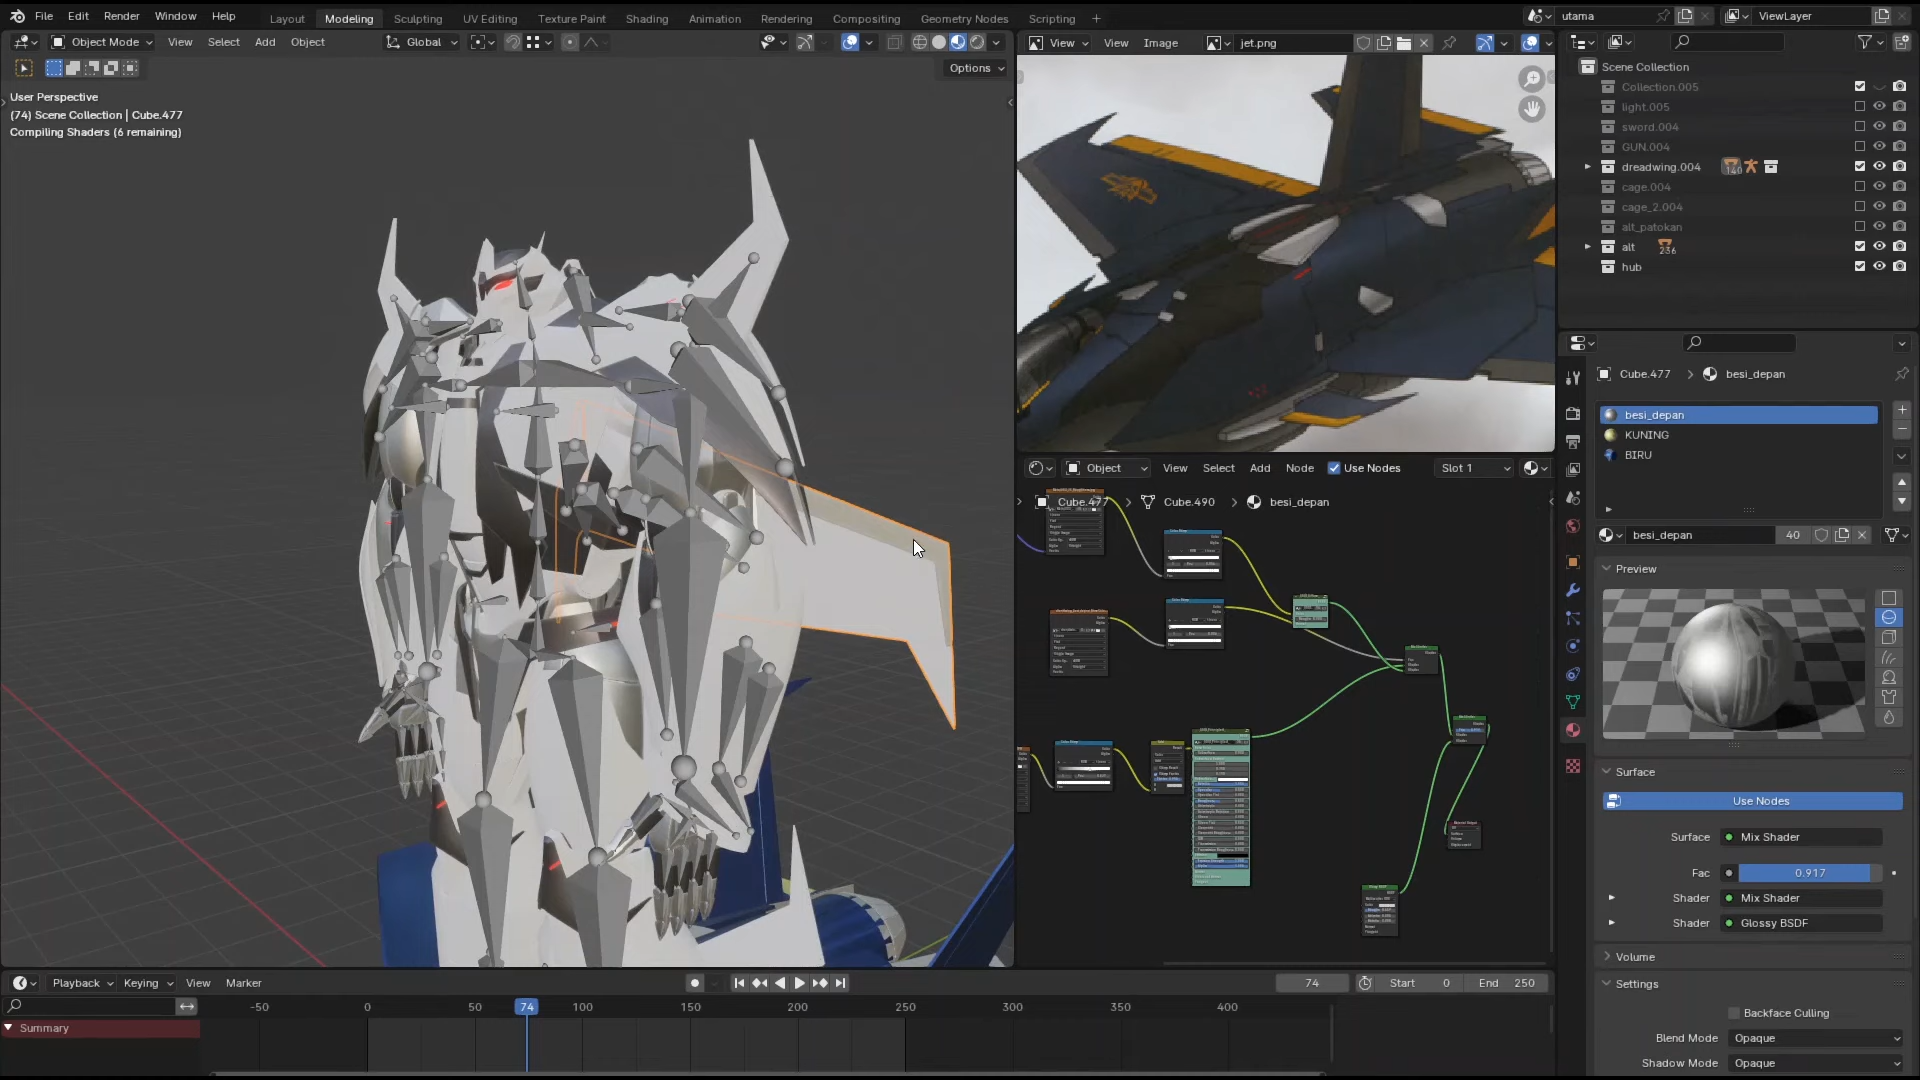 File Edit Render Window Help Layout Modeling Sculpting UV Editing Texture Paint Shading Animation Rendering Compositing Geometry Nodes Scripting + utama ViewLayer
Object Mode View Select Add Object Global
Options
User Perspective
(74) Scene Collection | Cube.477
Compiling Shaders (6 remaining)
View View Image jet.png
Object View Select Add Node Use Nodes Slot 1
Cube.477 > Cube.490 > besi_depan
Scene Collection
Collection.005
light.005
sword.004
GUN.004
dreadwing.004 140
cage.004
cage_2.004
alt_patokan
alt 236
hub
Cube.477 > besi_depan
besi_depan
KUNING
BIRU
besi_depan 40
Preview
Surface
Use Nodes
Surface Mix Shader
Fac 0.917
Shader Mix Shader
Shader Glossy BSDF
Volume
Settings
Backface Culling
Blend Mode Opaque
Shadow Mode Opaque
Playback Keying View Marker 74 Start 0 End 250
-50 0 50 74 100 150 200 250 300 350 400
Summary